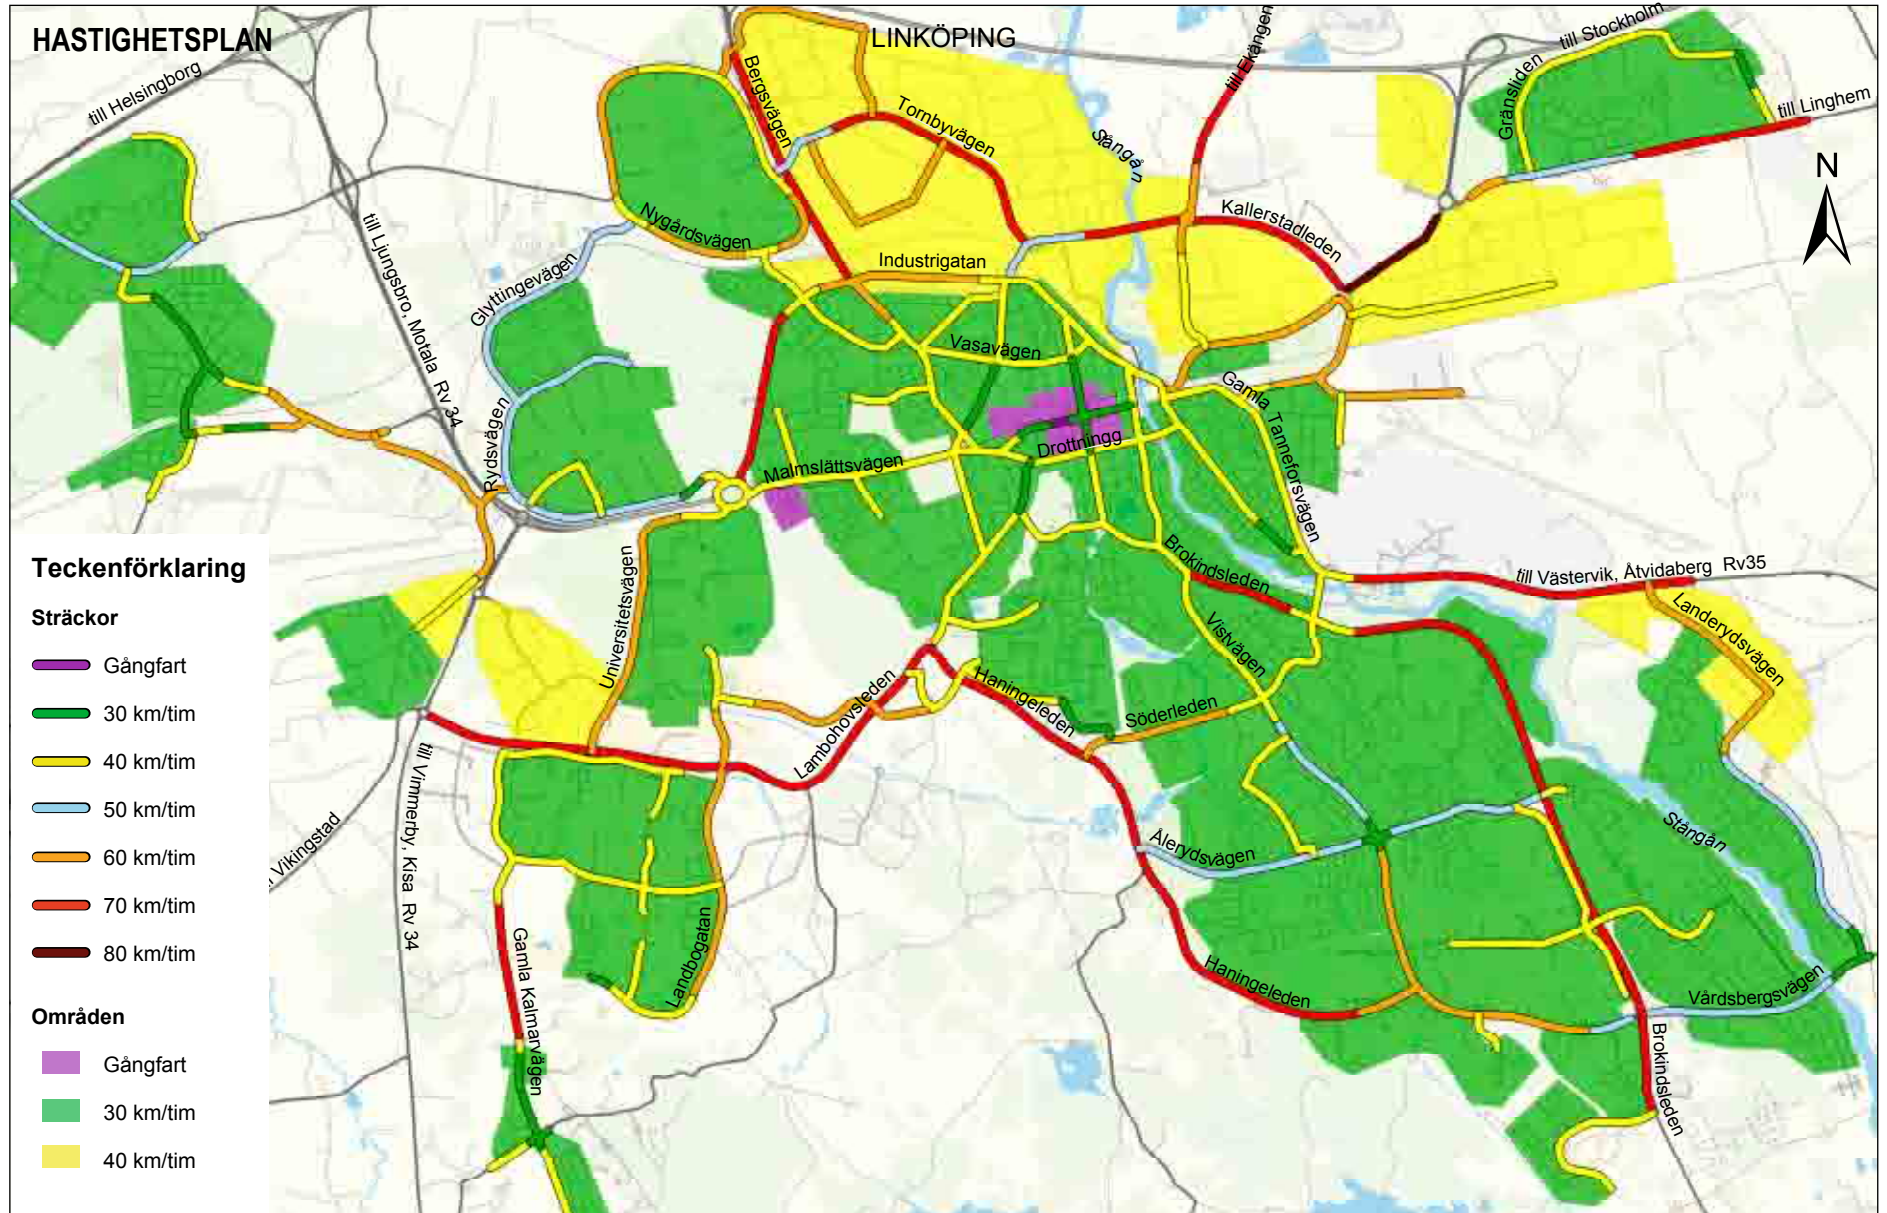 HASTIGHETSPLAN
LINKÖPING
till Helsingborg
till Ljungsbro, Motala Rv 34
Bergsvägen
Tornbyvägen
Stångån
till Ekängen
till Stockholm
Gränsliden
till Linghem
N
Kallerstadleden
Nygårdsvägen
Glyttingevägen
Industrigatan
Vasavägen
Rydsvägen
Malmslättsvägen
Drottningg
Gamla Tanneforsvägen
Brokindsleden
till Västervik, Åtvidaberg Rv35
Landerydsvägen
Universitetsvägen
Vistvägen
Lambohovsleden
Haningeleden
Söderleden
till Vimmerby, Kisa Rv 34
Vikingstad
Ålerydsvägen
Stångån
Landbogatan
Gamla Kalmarvägen
Haningeleden
Vårdsbergsvägen
Brokindsleden
Teckenförklaring
Sträckor
Gångfart
30 km/tim
40 km/tim
50 km/tim
60 km/tim
70 km/tim
80 km/tim
Områden
Gångfart
30 km/tim
40 km/tim